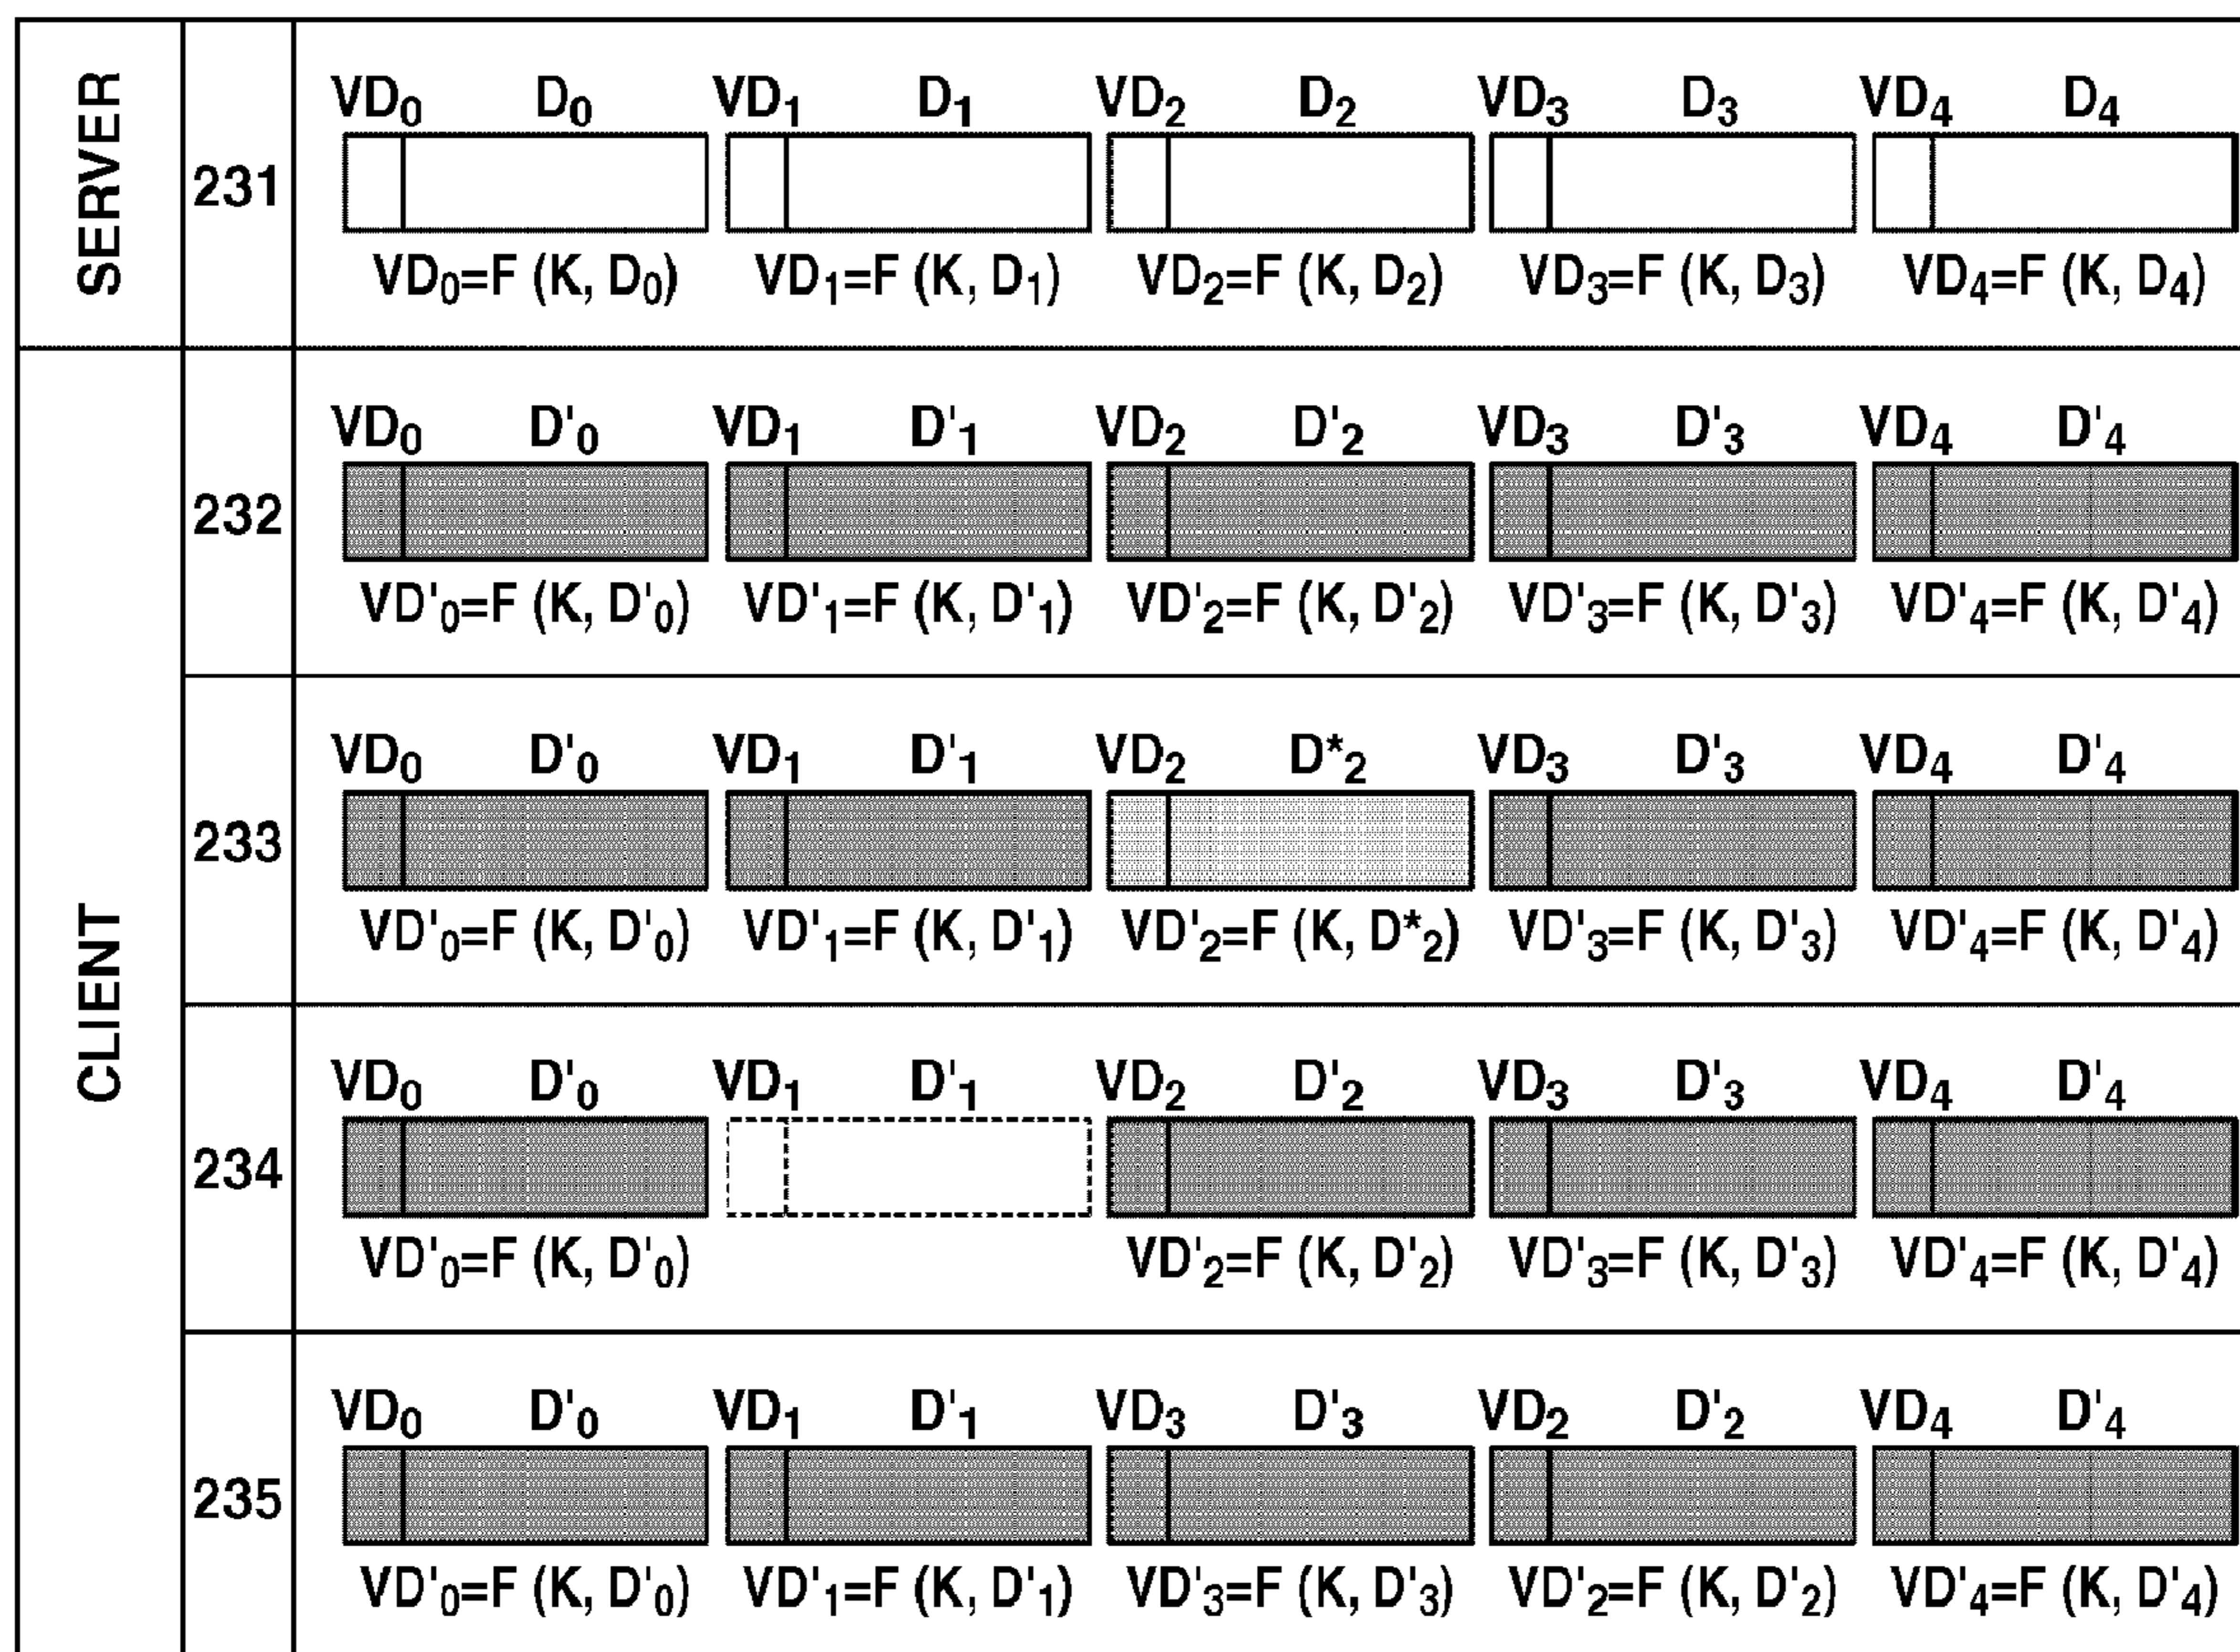 SERVER
231
VD₀ D₀ VD₁ D₁ VD₂ D₂ VD₃ D₃ VD₄ D₄
VD₀=F (K, D₀) VD₁=F (K, D₁) VD₂=F (K, D₂) VD₃=F (K, D₃) VD₄=F (K, D₄)
CLIENT
232
VD₀ D'₀ VD₁ D'₁ VD₂ D'₂ VD₃ D'₃ VD₄ D'₄
VD'₀=F (K, D'₀) VD'₁=F (K, D'₁) VD'₂=F (K, D'₂) VD'₃=F (K, D'₃) VD'₄=F (K, D'₄)
233
VD₀ D'₀ VD₁ D'₁ VD₂ D*₂ VD₃ D'₃ VD₄ D'₄
VD'₀=F (K, D'₀) VD'₁=F (K, D'₁) VD'₂=F (K, D*₂) VD'₃=F (K, D'₃) VD'₄=F (K, D'₄)
234
VD₀ D'₀ VD₁ D'₁ VD₂ D'₂ VD₃ D'₃ VD₄ D'₄
VD'₀=F (K, D'₀) VD'₂=F (K, D'₂) VD'₃=F (K, D'₃) VD'₄=F (K, D'₄)
235
VD₀ D'₀ VD₁ D'₁ VD₃ D'₃ VD₂ D'₂ VD₄ D'₄
VD'₀=F (K, D'₀) VD'₁=F (K, D'₁) VD'₃=F (K, D'₃) VD'₂=F (K, D'₂) VD'₄=F (K, D'₄)